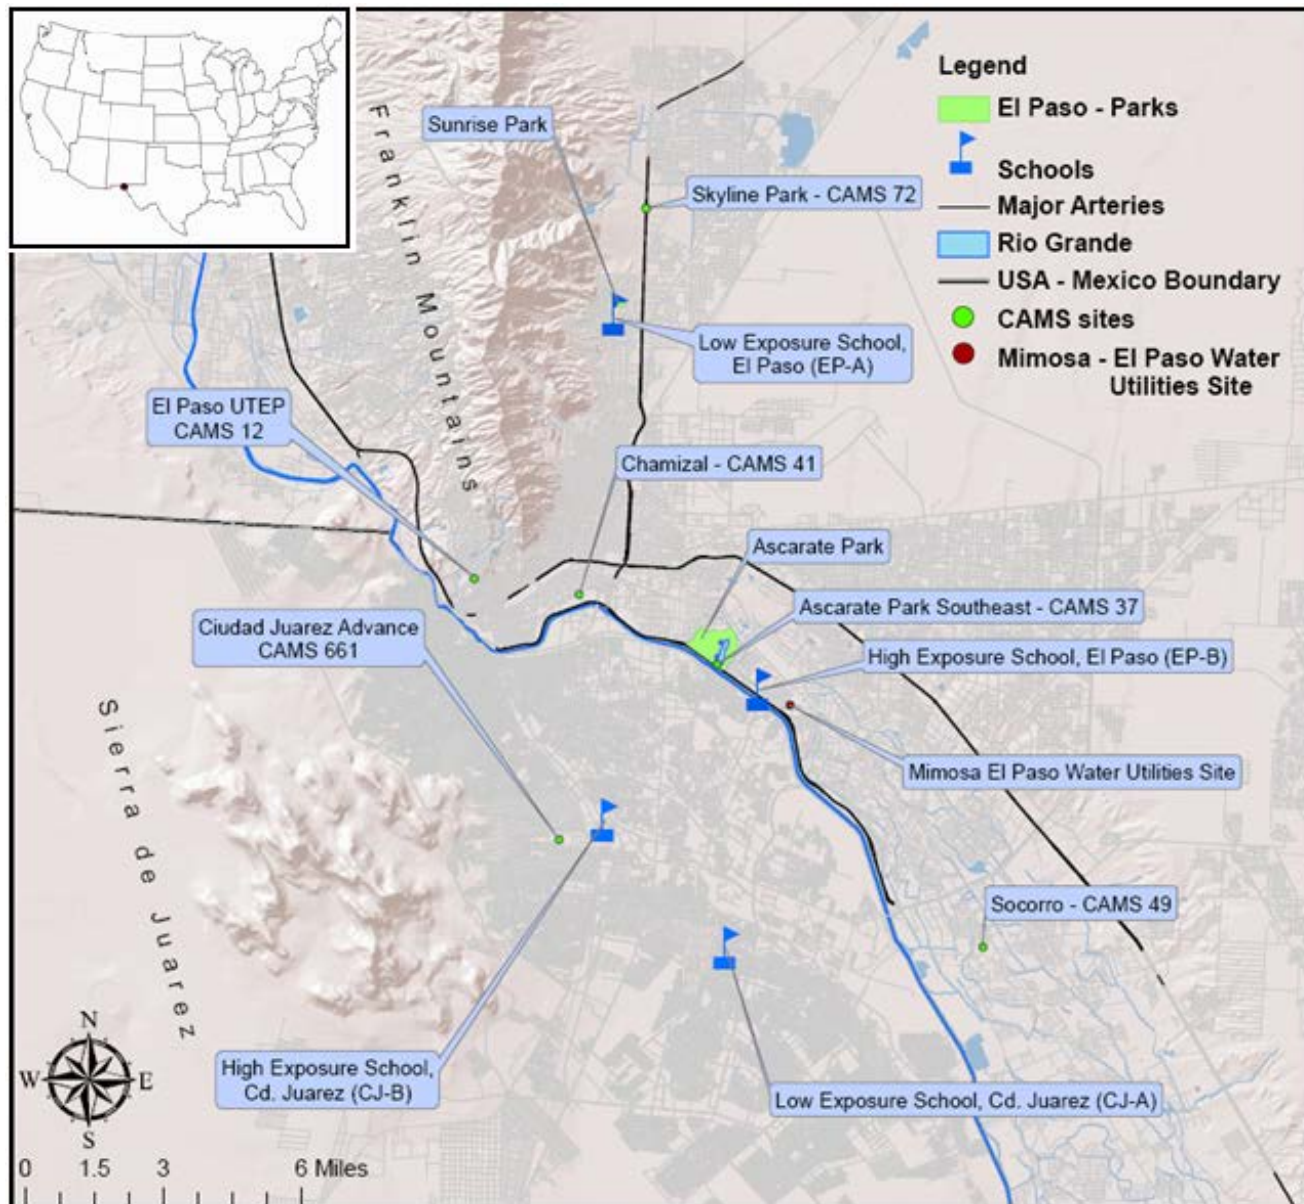 Legend
El Paso - Parks
Schools
Major Arteries
Rio Grande
USA - Mexico Boundary
CAMS sites
Mimosa - El Paso Water
Utilities Site
Franklin Mountains
Sunrise Park
Skyline Park - CAMS 72
Low Exposure School,
El Paso (EP-A)
El Paso UTEP
CAMS 12
Chamizal - CAMS 41
Ascarate Park
Ascarate Park Southeast - CAMS 37
Ciudad Juarez Advance
CAMS 661
High Exposure School, El Paso (EP-B)
Sierra de Juarez
Mimosa El Paso Water Utilities Site
Socorro - CAMS 49
High Exposure School,
Cd. Juarez (CJ-B)
Low Exposure School, Cd. Juarez (CJ-A)
N
W E
S
0 1.5 3 6 Miles